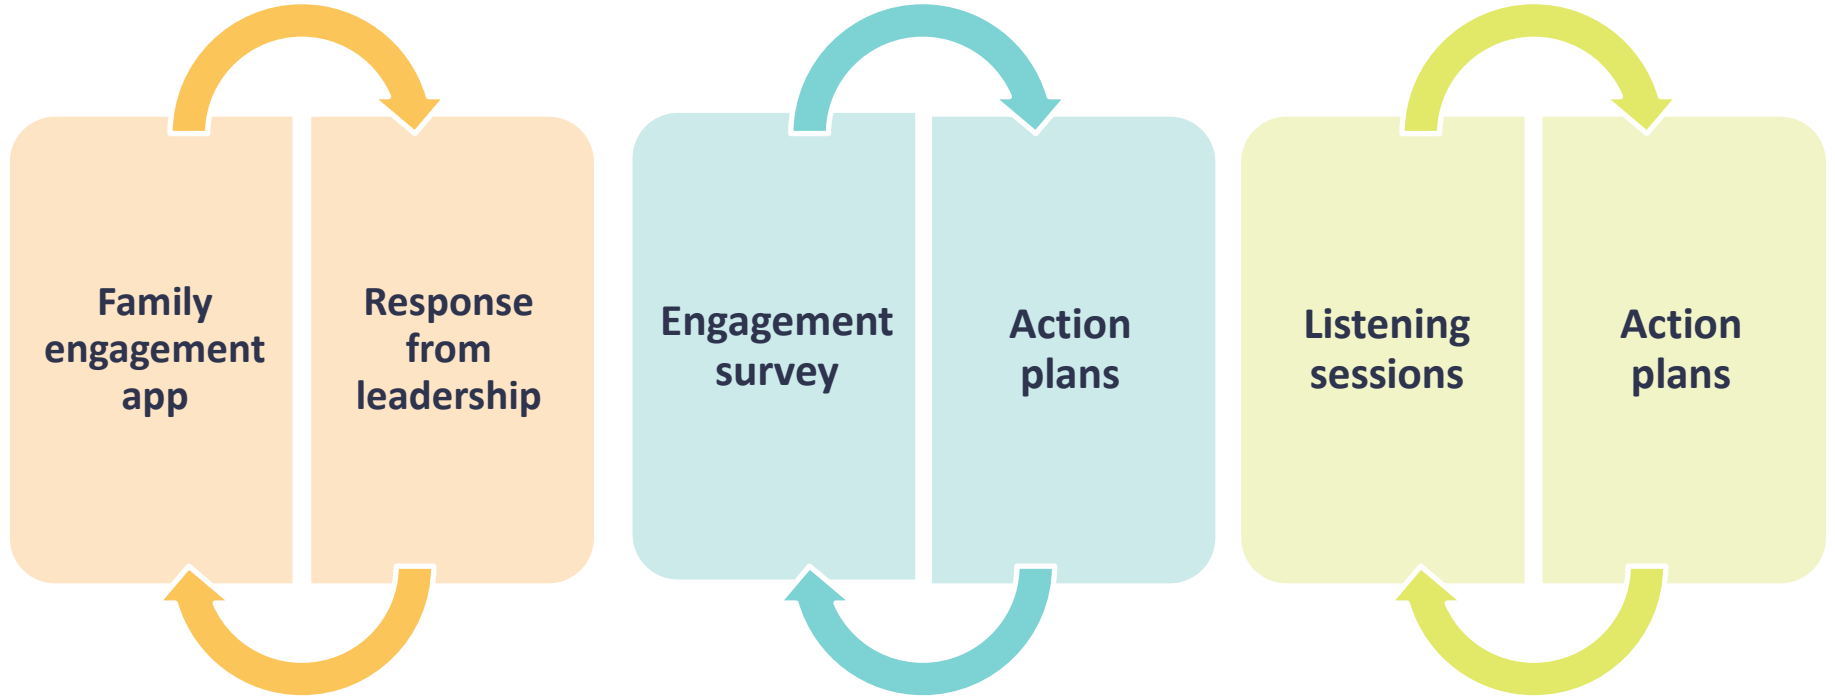 Family
engagement
app
Response
from
leadership
Engagement
survey
Action
plans
Listening
sessions
Action
plans